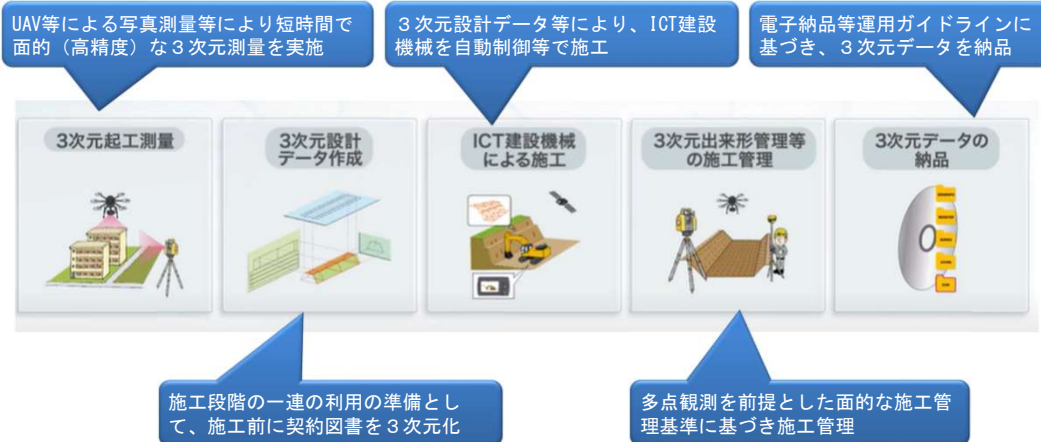 UAV等による写真測量等により短時間で
面的（高精度）な３次元測量を実施
３次元設計データ等により、ICT建設
機械を自動制御等で施工
電子納品等運用ガイドラインに
基づき、３次元データを納品
3次元起工測量
3次元設計
データ作成
ICT建設機械
による施工
3次元出来形管理等
の施工管理
3次元データの
納品
施工段階の一連の利用の準備とし
て、施工前に契約図書を３次元化
多点観測を前提とした面的な施工管
理基準に基づき施工管理